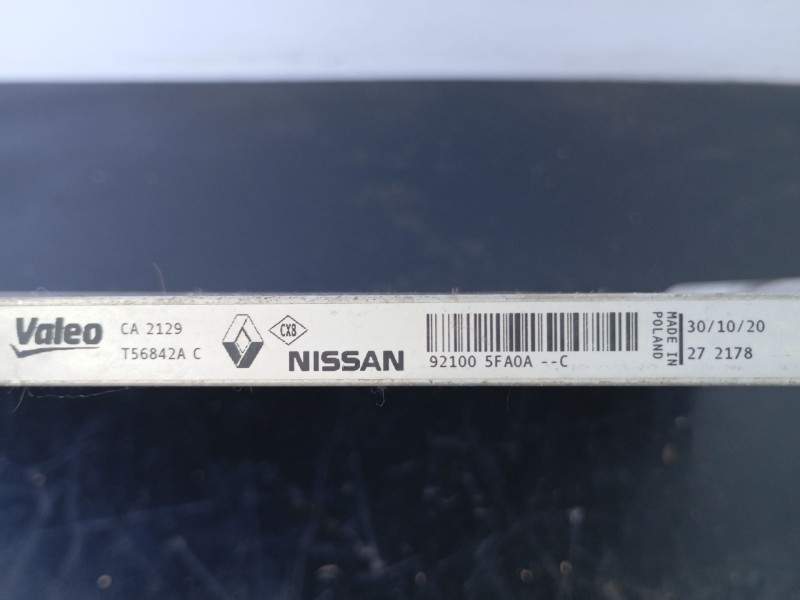 Valeo
CA 2129
T56842A C
CX8
NISSAN
92100 5FA0A --C
MADE IN
POLAND
30/10/20
27 2178